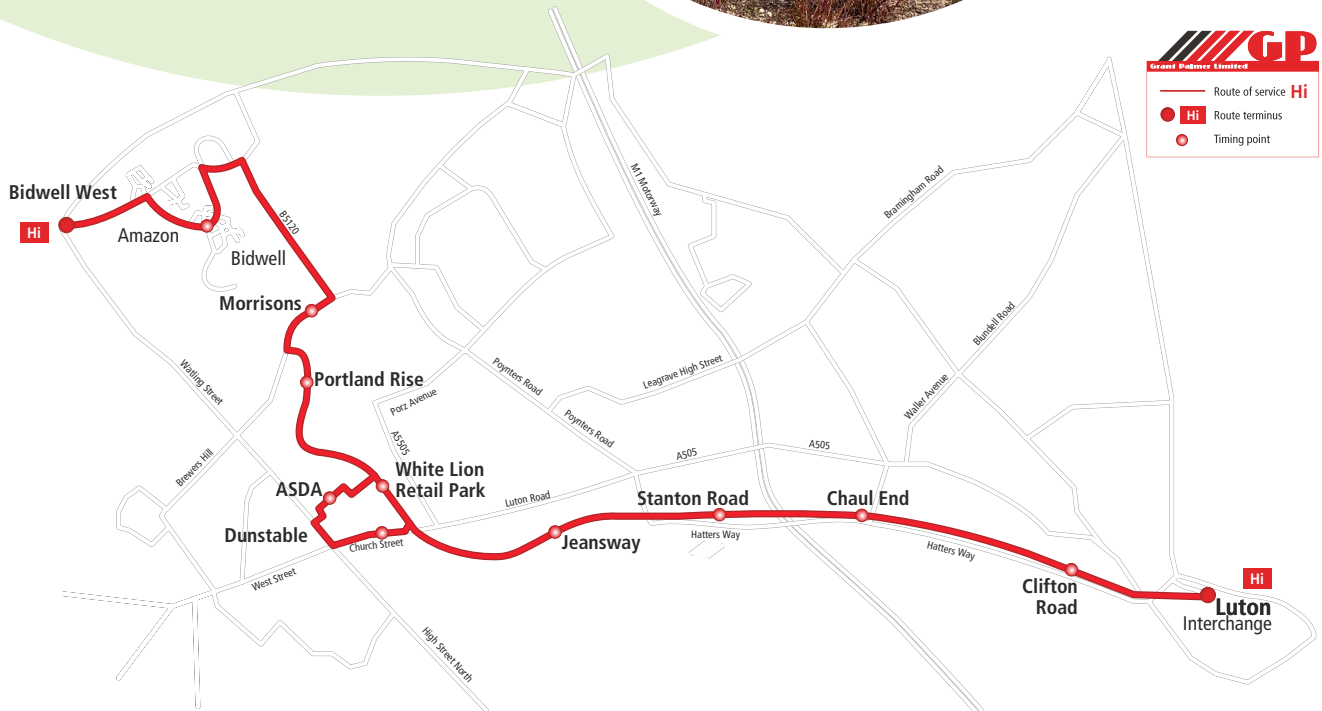 GP
Grant Palmer Limited
Route of service Hi
Hi Route terminus
Timing point
M1 Motorway
Bramingham Road
Bidwell West
Hi
Amazon
B5120
Bidwell
Morrisons
Blundell Road
Watling Street
Portland Rise
Porz Avenue
Poynters Road
Leagrave High Street
Waller Avenue
Poynters Road
A5505
A505
A505
Brewers Hill
White Lion
Retail Park
ASDA
Luton Road
Stanton Road
Chaul End
Dunstable
Church Street
Jeansway
Hatters Way
Hatters Way
West Street
Clifton
Road
Hi
Luton
Interchange
High Street North